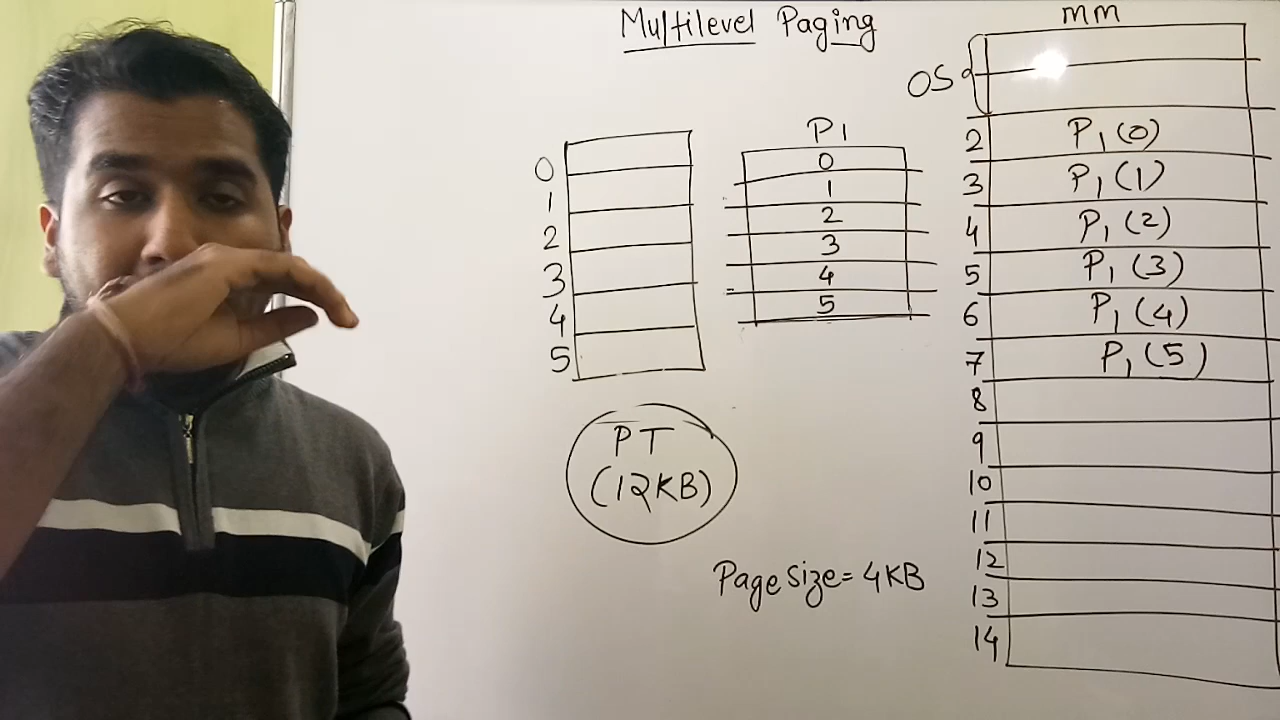 Multilevel Paging
0
1
2
3
4
5
PT
(12KB)
P1
0
1
2
3
4
5
Page size = 4KB
mm
OS
2 P1 (0)
3 P1 (1)
4 P1 (2)
5 P1 (3)
6 P1 (4)
7 P1 (5)
8
9
10
11
12
13
14